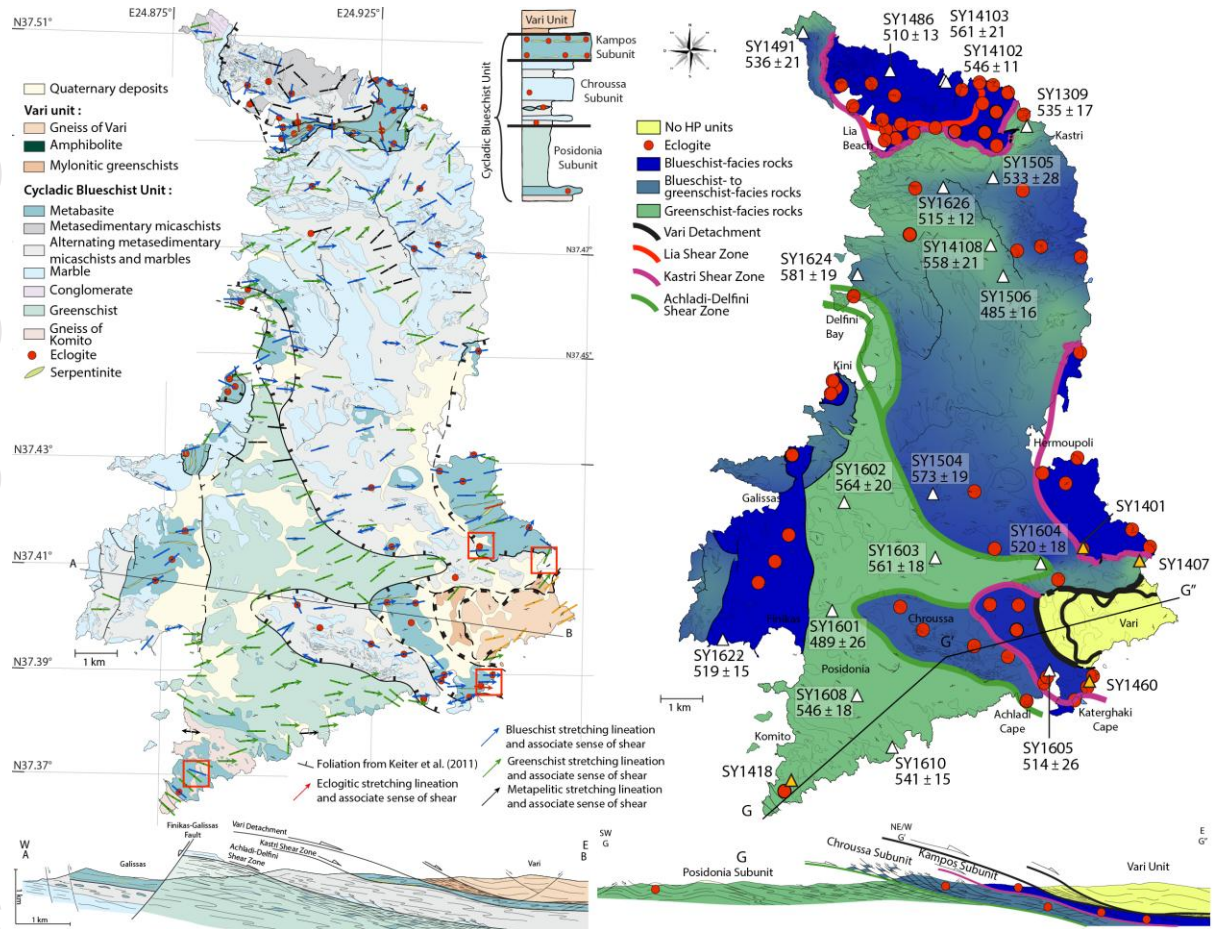 E24.875°
E24.925°
N37.51°
N37.47°
N37.45°
N37.43°
N37.41°
N37.39°
N37.37°
Quaternary deposits
Vari unit :
Gneiss of Vari
Amphibolite
Mylonitic greenschists
Cycladic Blueschist Unit :
Metabasite
Metasedimentary micaschists
Alternating metasedimentary
micaschists and marbles
Marble
Conglomerate
Greenschist
Gneiss of
Komito
Eclogite
Serpentinite
Cycladic Blueschist Unit
Vari Unit
Kampos
Subunit
Chroussa
Subunit
Posidonia
Subunit
A
B
1 km
Foliation from Keiter et al. (2011)
Eclogitic stretching lineation
and associate sense of shear
Blueschist stretching lineation
and associate sense of shear
Greenschist stretching lineation
and associate sense of shear
Metapelitic stretching lineation
and associate sense of shear
W
A
Galissas
Finikas-Galissas
Fault
Vari Detachment
Kastri Shear Zone
Achladi-Delfini
Shear Zone
Vari
E
B
1 km
1 km
No HP units
Eclogite
Blueschist-facies rocks
Blueschist- to
greenschist-facies rocks
Greenschist-facies rocks
Vari Detachment
Lia Shear Zone
Kastri Shear Zone
Achladi-Delfini
Shear Zone
SY1491
536 ± 21
SY1486
510 ± 13
SY14103
561 ± 21
SY14102
546 ± 11
SY1309
535 ± 17
Lia
Beach
Kastri
SY1505
533 ± 28
SY1626
515 ± 12
SY14108
558 ± 21
SY1624
581 ± 19
SY1506
485 ± 16
Delfini
Bay
Kini
Hermoupoli
SY1602
564 ± 20
SY1504
573 ± 19
Galissas
SY1401
SY1604
520 ± 18
SY1603
561 ± 18
SY1407
G''
SY1601
489 ± 26
Finikas
Chroussa
Vari
G'
SY1622
519 ± 15
Posidonia
SY1460
1 km
SY1608
546 ± 18
Achladi
Cape
Katerghaki
Cape
Komito
SY1605
514 ± 26
SY1610
541 ± 15
SY1418
G
SW
G
G
Posidonia Subunit
Chroussa Subunit
NE/W
G'
Kampos Subunit
Vari Unit
E
G''